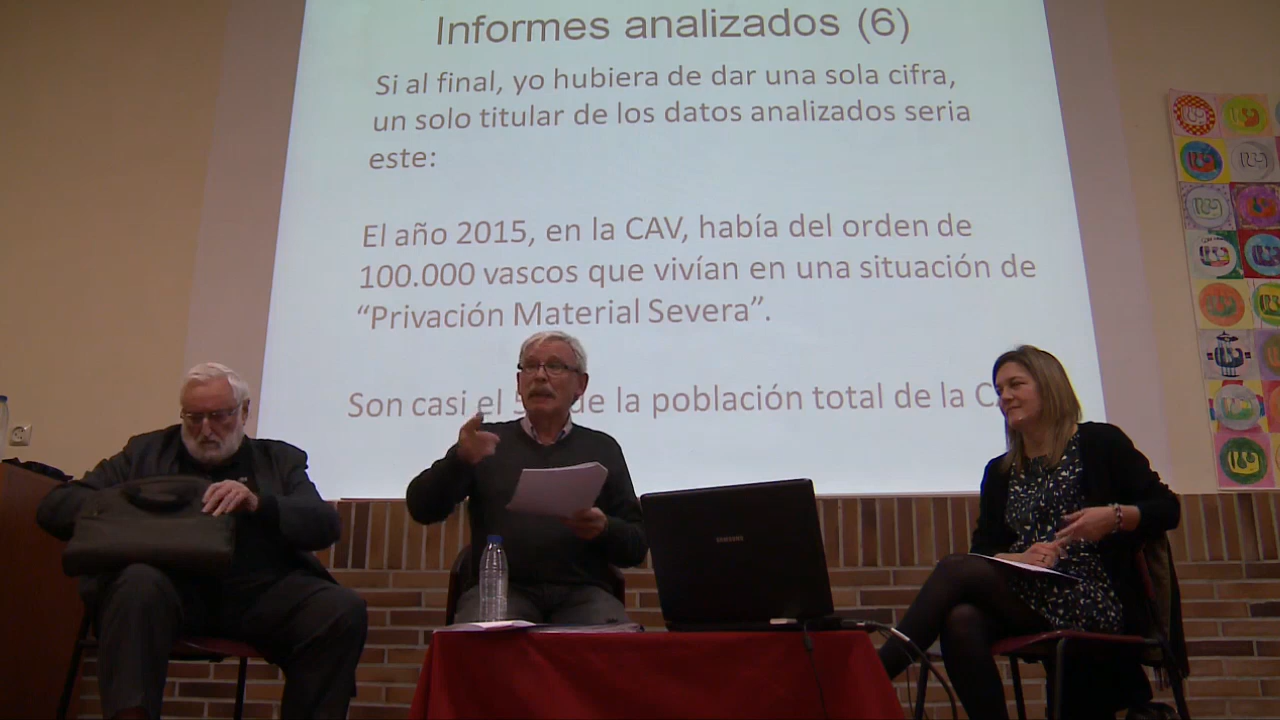 Informes analizados (6)
Si al final, yo hubiera de dar una sola cifra,
un solo titular de los datos analizados seria
este:
El año 2015, en la CAV, había del orden de
100.000 vascos que vivían en una situación de
“Privación Material Severa”.
Son casi el de la población total de la
SAMSUNG